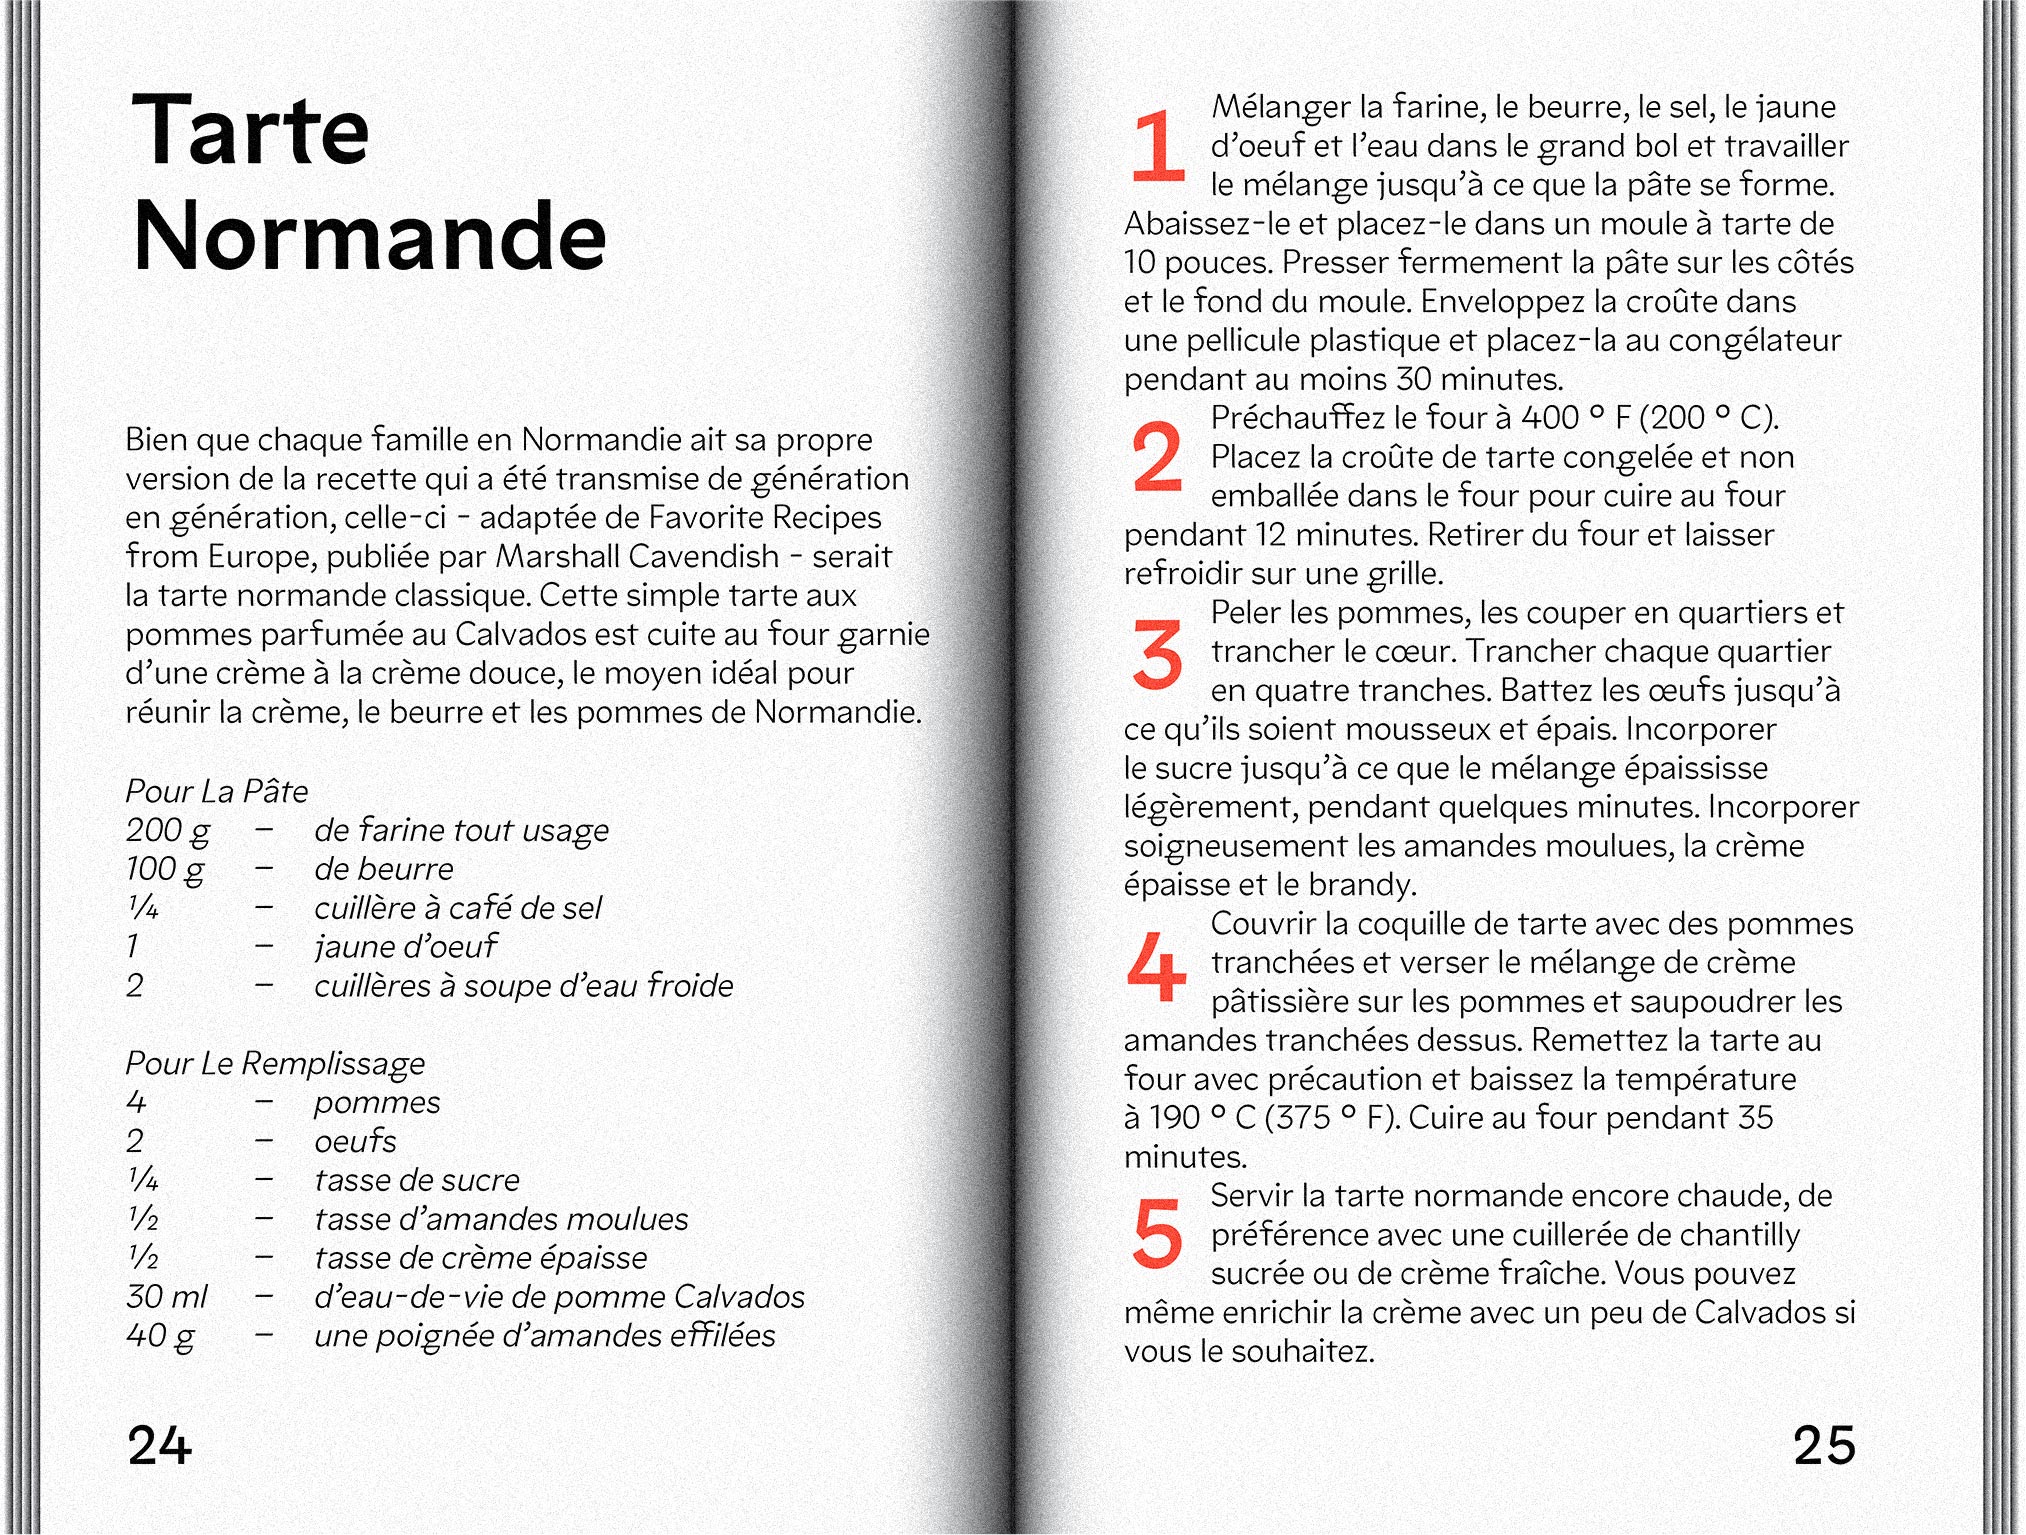 Tarte
Normande
Bien que chaque famille en Normandie ait sa propre
version de la recette qui a été transmise de génération
en génération, celle-ci - adaptée de Favorite Recipes
from Europe, publiée par Marshall Cavendish - serait
la tarte normande classique. Cette simple tarte aux
pommes parfumée au Calvados est cuite au four garnie
d’une crème à la crème douce, le moyen idéal pour
réunir la crème, le beurre et les pommes de Normandie.
Pour La Pâte
200 g – de farine tout usage
100 g – de beurre
¼ – cuillère à café de sel
1 – jaune d’oeuf
2 – cuillères à soupe d’eau froide
Pour Le Remplissage
4 – pommes
2 – oeufs
¼ – tasse de sucre
½ – tasse d’amandes moulues
½ – tasse de crème épaisse
30 ml – d’eau-de-vie de pomme Calvados
40 g – une poignée d’amandes effilées
24
1 Mélanger la farine, le beurre, le sel, le jaune
d’oeuf et l’eau dans le grand bol et travailler
le mélange jusqu’à ce que la pâte se forme.
Abaissez-le et placez-le dans un moule à tarte de
10 pouces. Presser fermement la pâte sur les côtés
et le fond du moule. Enveloppez la croûte dans
une pellicule plastique et placez-la au congélateur
pendant au moins 30 minutes.
2 Préchauffez le four à 400 ° F (200 ° C).
Placez la croûte de tarte congelée et non
emballée dans le four pour cuire au four
pendant 12 minutes. Retirer du four et laisser
refroidir sur une grille.
3 Peler les pommes, les couper en quartiers et
trancher le cœur. Trancher chaque quartier
en quatre tranches. Battez les œufs jusqu’à
ce qu’ils soient mousseux et épais. Incorporer
le sucre jusqu’à ce que le mélange épaississe
légèrement, pendant quelques minutes. Incorporer
soigneusement les amandes moulues, la crème
épaisse et le brandy.
4 Couvrir la coquille de tarte avec des pommes
tranchées et verser le mélange de crème
pâtissière sur les pommes et saupoudrer les
amandes tranchées dessus. Remettez la tarte au
four avec précaution et baissez la température
à 190 ° C (375 ° F). Cuire au four pendant 35
minutes.
5 Servir la tarte normande encore chaude, de
préférence avec une cuillerée de chantilly
sucrée ou de crème fraîche. Vous pouvez
même enrichir la crème avec un peu de Calvados si
vous le souhaitez.
25